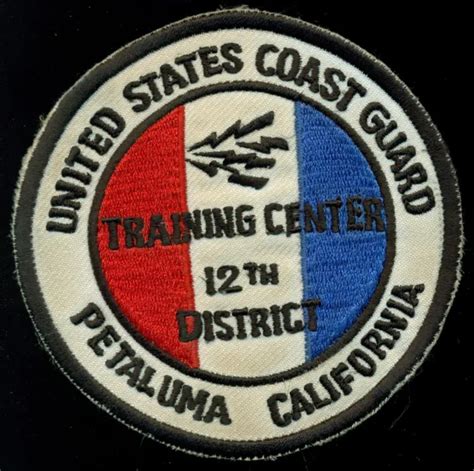 UNITED STATES COAST GUARD
TRAINING CENTER
12TH
DISTRICT
PETALUMA CALIFORNIA